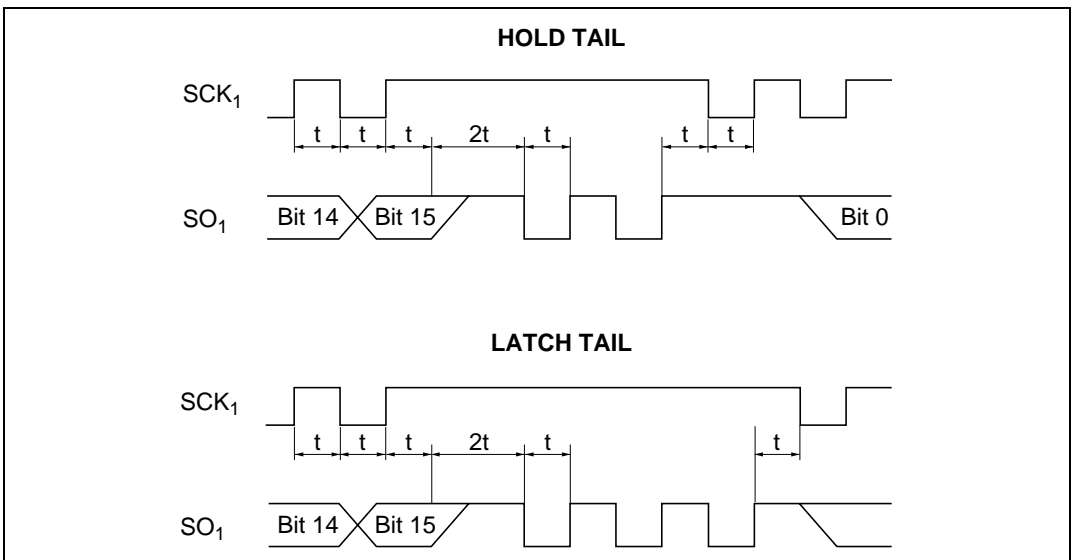 HOLD TAIL
SCK1
t t t 2t t t t
SO1 Bit 14 Bit 15 Bit 0
LATCH TAIL
SCK1
t t t 2t t t
SO1 Bit 14 Bit 15